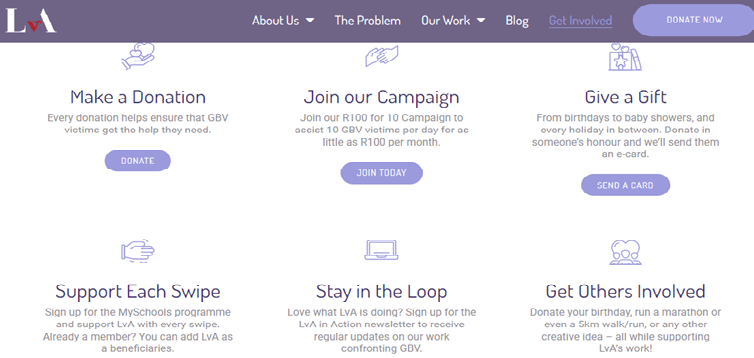 LvA
About Us The Problem Our Work Blog Get Involved DONATE NOW
Make a Donation
Every donation helps ensure that GBV
victims get the help they need.
DONATE
Join our Campaign
Join our R100 for 10 Campaign to
assist 10 GBV victims per day for as
little as R100 per month.
JOIN TODAY
Give a Gift
From birthdays to baby showers, and
every holiday in between. Donate in
someone's honour and we'll send them
an e-card.
SEND A CARD
Support Each Swipe
Sign up for the MySchools programme
and support LvA with every swipe.
Already a member? You can add LvA as
a beneficiaries.
Stay in the Loop
Love what LvA is doing? Sign up for the
LvA in Action newsletter to receive
regular updates on our work
confronting GBV.
Get Others Involved
Donate your birthday, run a marathon or
even a 5km walk/run, or any other
creative idea – all while supporting
LvA's work!